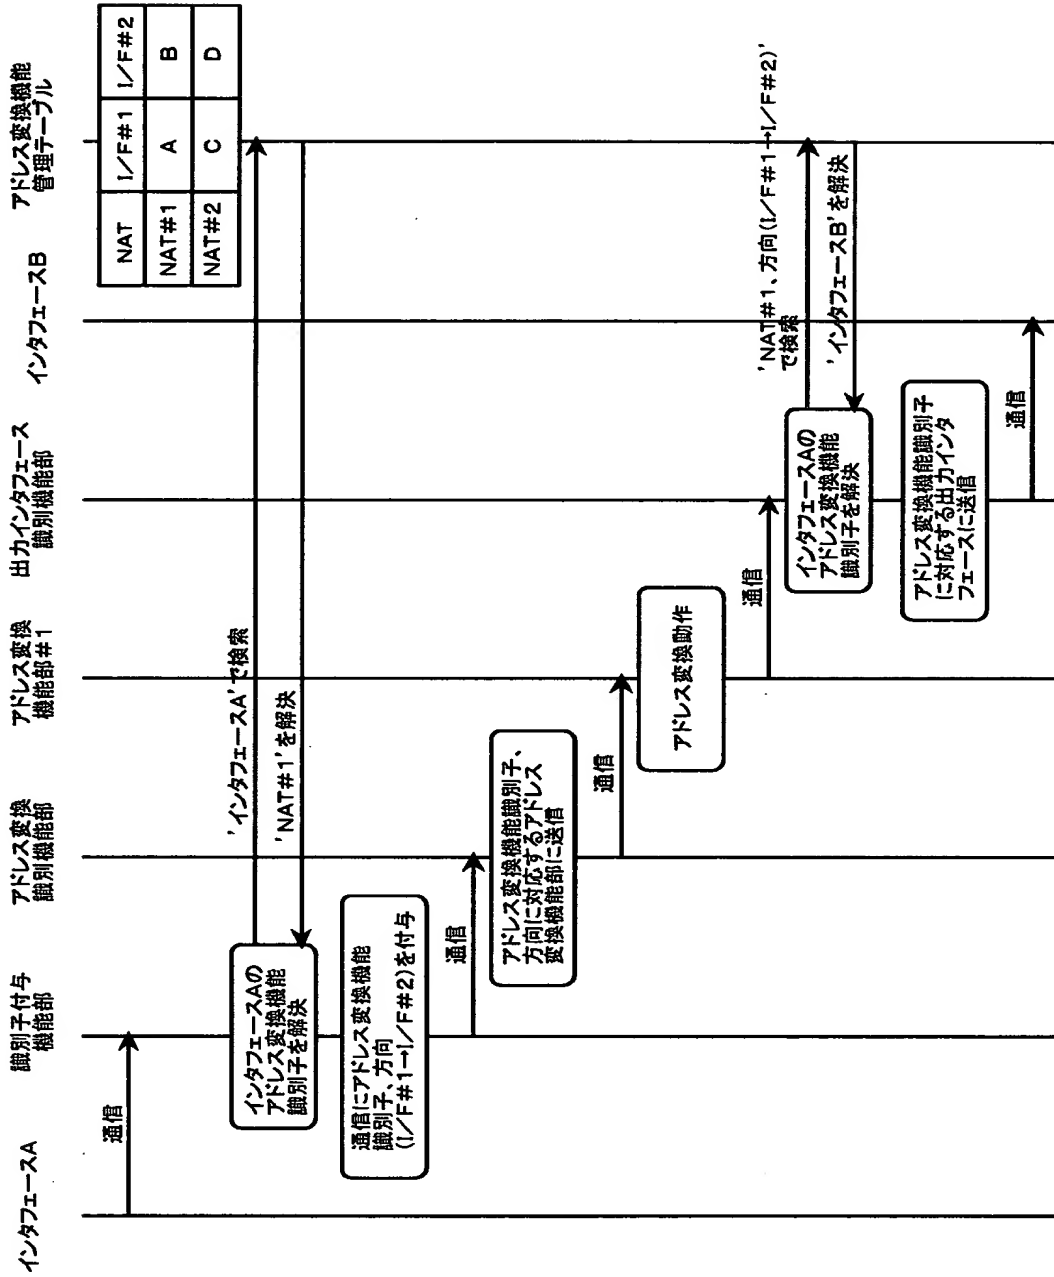 インタフェースA
識別子付与
機能部
アドレス変換
識別機能部
アドレス変換
機能部#1
出力インタフェース
識別機能部
インタフェースB
アドレス変換機能
管理テーブル
NAT
I/F#1
I/F#2
NAT#1
A
B
NAT#2
C
D
通信
'インタフェースA'で検索
インタフェースAの
アドレス変換機能
識別子を解決
'NAT#1'を解決
通信にアドレス変換機能
識別子、方向
(I/F#1→I/F#2)を付与
通信
アドレス変換機能識別子、
方向に対応するアドレス
変換機能部に送信
通信
アドレス変換動作
通信
'NAT#1、方向(I/F#1→I/F#2)'
で検索
インタフェースAの
アドレス変換機能
識別子を解決
'インタフェースB'を解決
アドレス変換機能識別子
に対応する出力インタ
フェースに送信
通信